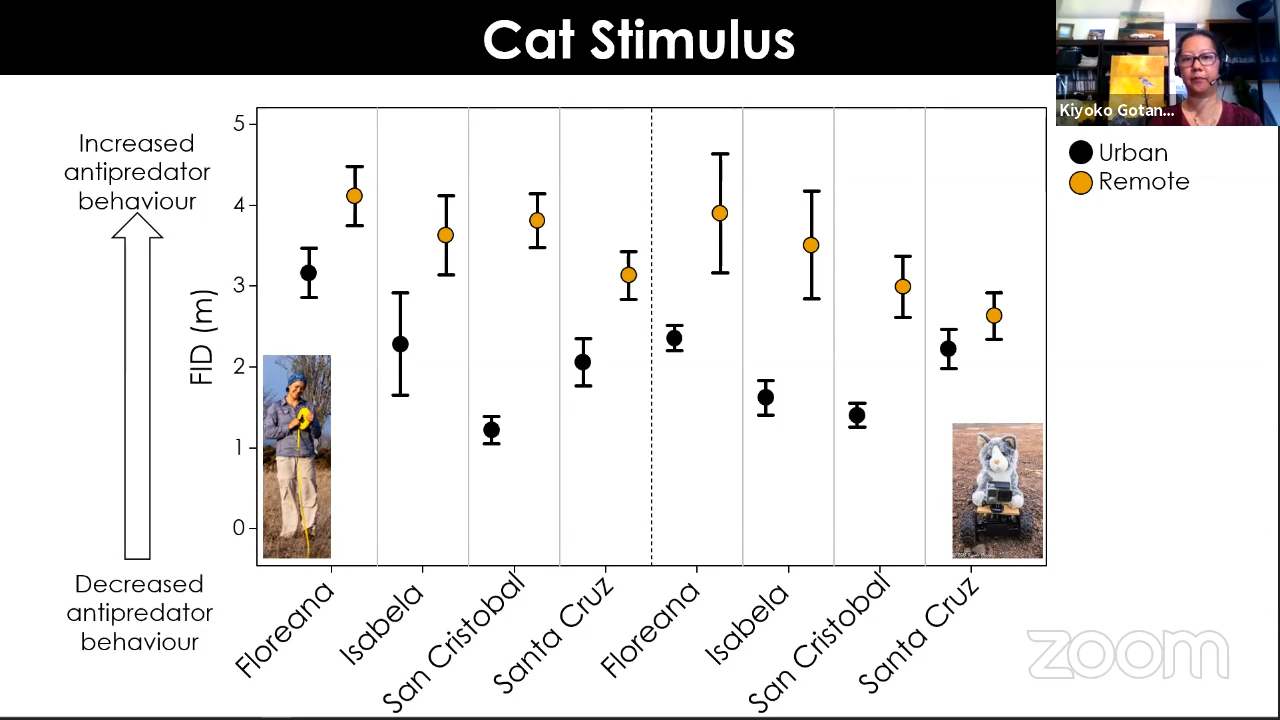 Cat Stimulus
Kiyoko Gotan...
Urban
Remote
Increased
antipredator
behaviour
Decreased
antipredator
behaviour
FID (m)
5
4
3
2
1
0
Floreana
Isabela
San Cristobal
Santa Cruz
Floreana
Isabela
San Cristobal
Santa Cruz
zoom